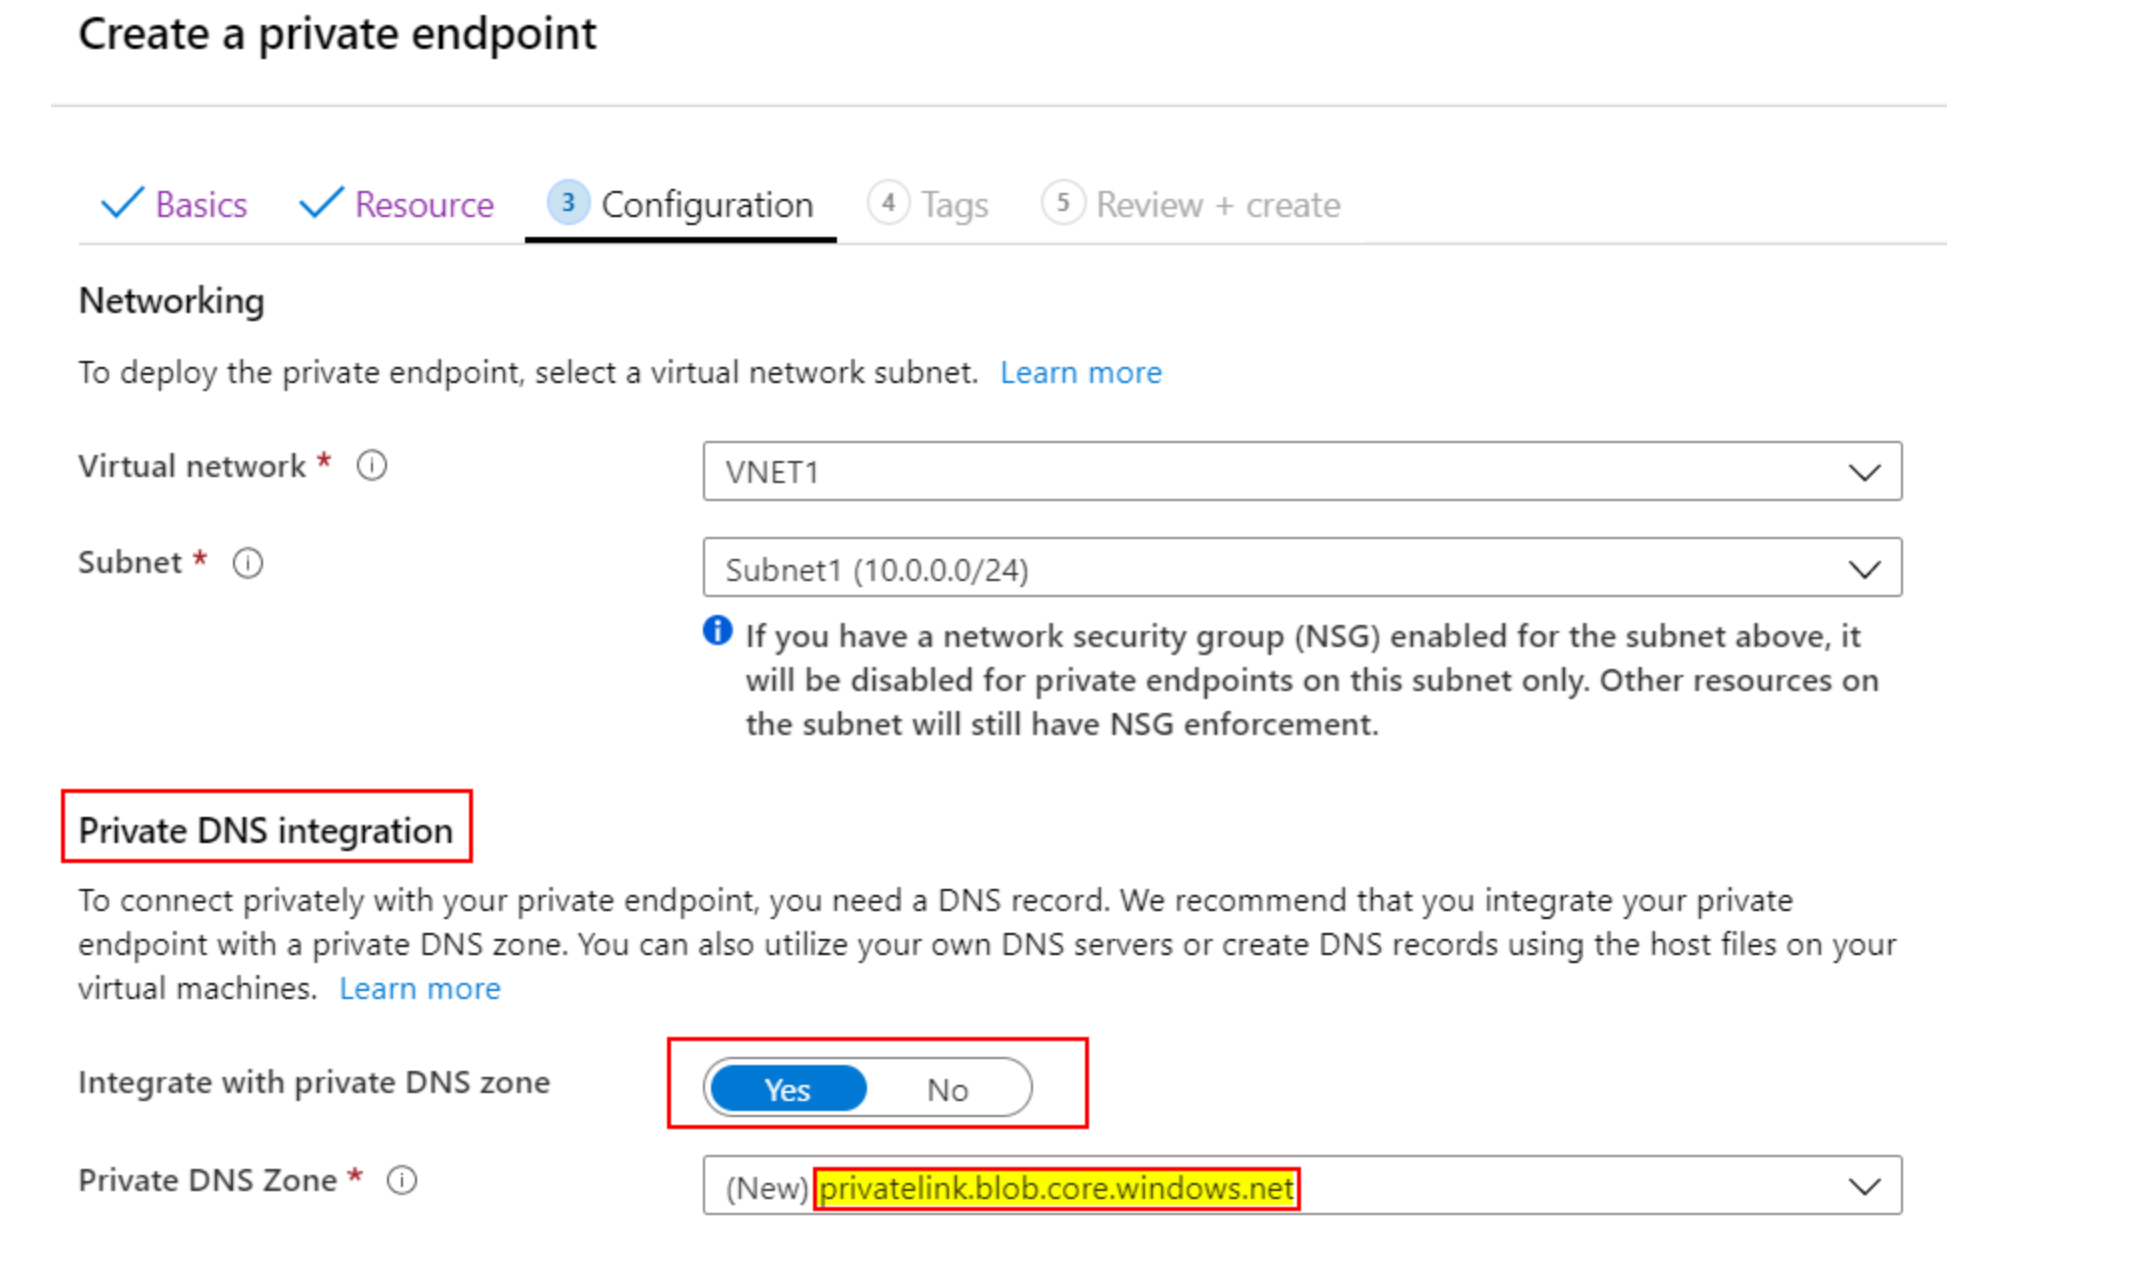 Create a private endpoint
Basics Resource 3 Configuration 4 Tags 5 Review + create
Networking
To deploy the private endpoint, select a virtual network subnet. Learn more
Virtual network * VNET1
Subnet * Subnet1 (10.0.0.0/24)
If you have a network security group (NSG) enabled for the subnet above, it
will be disabled for private endpoints on this subnet only. Other resources on
the subnet will still have NSG enforcement.
Private DNS integration
To connect privately with your private endpoint, you need a DNS record. We recommend that you integrate your private
endpoint with a private DNS zone. You can also utilize your own DNS servers or create DNS records using the host files on your
virtual machines. Learn more
Integrate with private DNS zone Yes No
Private DNS Zone * (New) privatelink.blob.core.windows.net